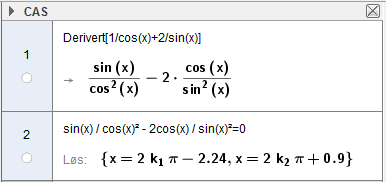 CAS
1
Derivert[1/cos(x)+2/sin(x)]
→ sin (x) / cos² (x) − 2 · cos (x) / sin² (x)
2
sin(x) / cos(x)² - 2cos(x) / sin(x)²=0
Løs: {x = 2 k₁ π − 2.24, x = 2 k₂ π + 0.9}